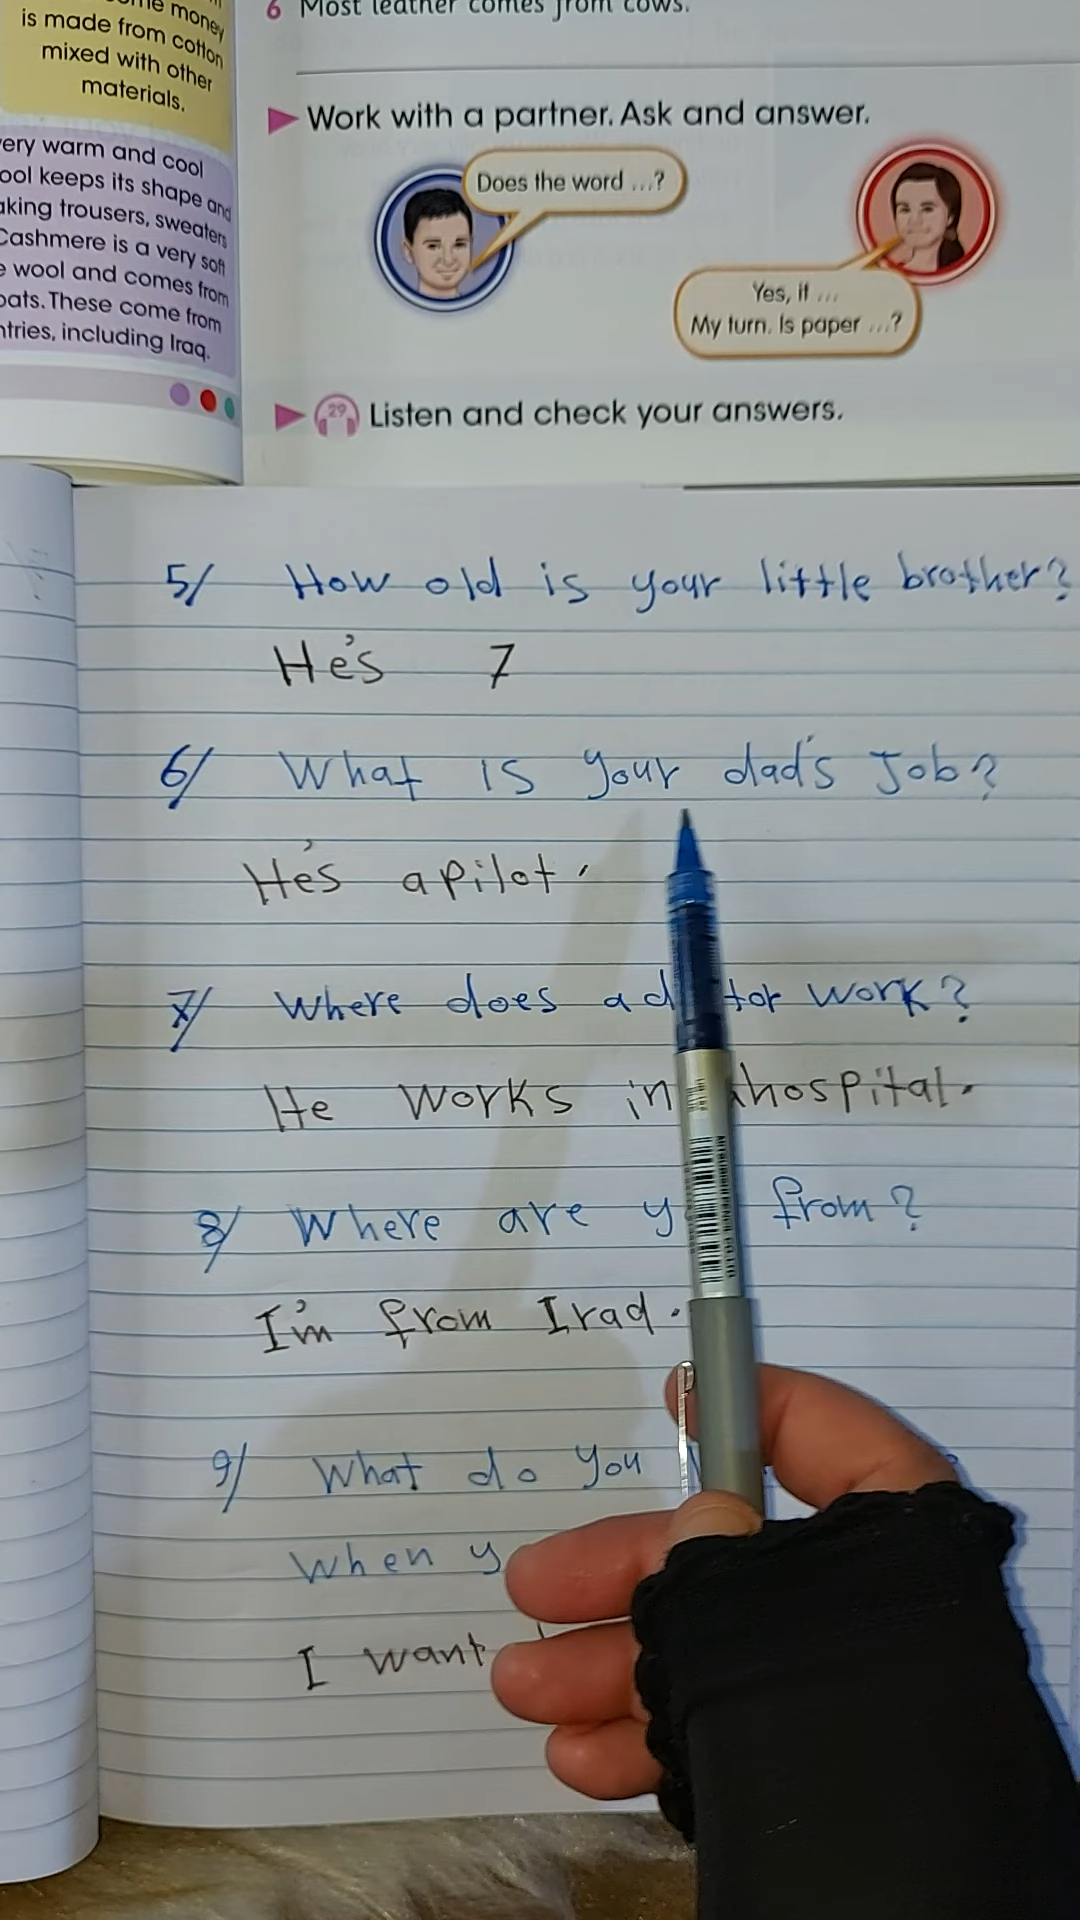 6 Most leather comes from cows.
some money
is made from cotton
mixed with other
materials.
Work with a partner. Ask and answer.
Does the word ...?
Yes, it ...
My turn. Is paper ...?
very warm and cool
keeps its shape and
trousers, sweaters
Cashmere is a very soft
wool and comes from
These come from
including Iraq.
29 Listen and check your answers.
5/ How old is your little brother?
He's 7
6/ What is your dad's Job?
He's a pilot.
7/ Where does a work?
He works in hospital.
8/ Where are from?
I'm from Irad.
9/ What do you
When
I want